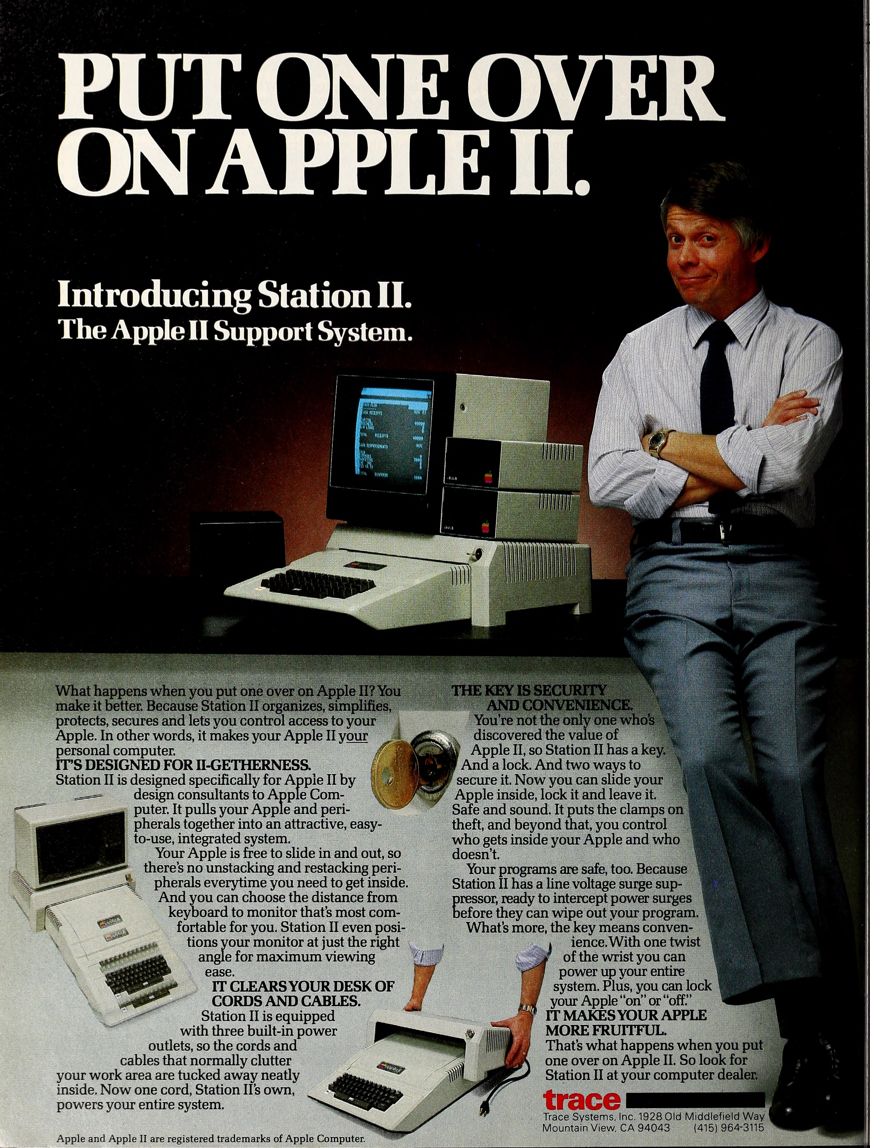 PUT ONE OVER
ON APPLE II.
Introducing Station II.
The Apple II Support System.
What happens when you put one over on Apple II? You
make it better. Because Station II organizes, simplifies,
protects, secures and lets you control access to your
Apple. In other words, it makes your Apple II your
personal computer.
IT'S DESIGNED FOR II-GETHERNESS.
Station II is designed specifically for Apple II by
design consultants to Apple Com-
puter. It pulls your Apple and peri-
pherals together into an attractive, easy-
to-use, integrated system.
Your Apple is free to slide in and out, so
there's no unstacking and restacking peri-
pherals everytime you need to get inside.
And you can choose the distance from
keyboard to monitor that's most com-
fortable for you. Station II even posi-
tions your monitor at just the right
angle for maximum viewing
ease.
IT CLEARS YOUR DESK OF
CORDS AND CABLES.
Station II is equipped
with three built-in power
outlets, so the cords and
cables that normally clutter
your work area are tucked away neatly
inside. Now one cord, Station II's own,
powers your entire system.
THE KEY IS SECURITY
AND CONVENIENCE.
You're not the only one who's
discovered the value of
Apple II, so Station II has a key.
And a lock. And two ways to
secure it. Now you can slide your
Apple inside, lock it and leave it.
Safe and sound. It puts the clamps on
theft, and beyond that, you control
who gets inside your Apple and who
doesn't.
Your programs are safe, too. Because
Station II has a line voltage surge sup-
pressor, ready to intercept power surges
before they can wipe out your program.
What's more, the key means conven-
ience. With one twist
of the wrist you can
power up your entire
system. Plus, you can lock
your Apple "on" or "off."
IT MAKES YOUR APPLE
MORE FRUITFUL.
That's what happens when you put
one over on Apple II. So look for
Station II at your computer dealer.
trace
Trace Systems, Inc. 1928 Old Middlefield Way
Mountain View, CA 94043 (415) 964-3115
Apple and Apple II are registered trademarks of Apple Computer.